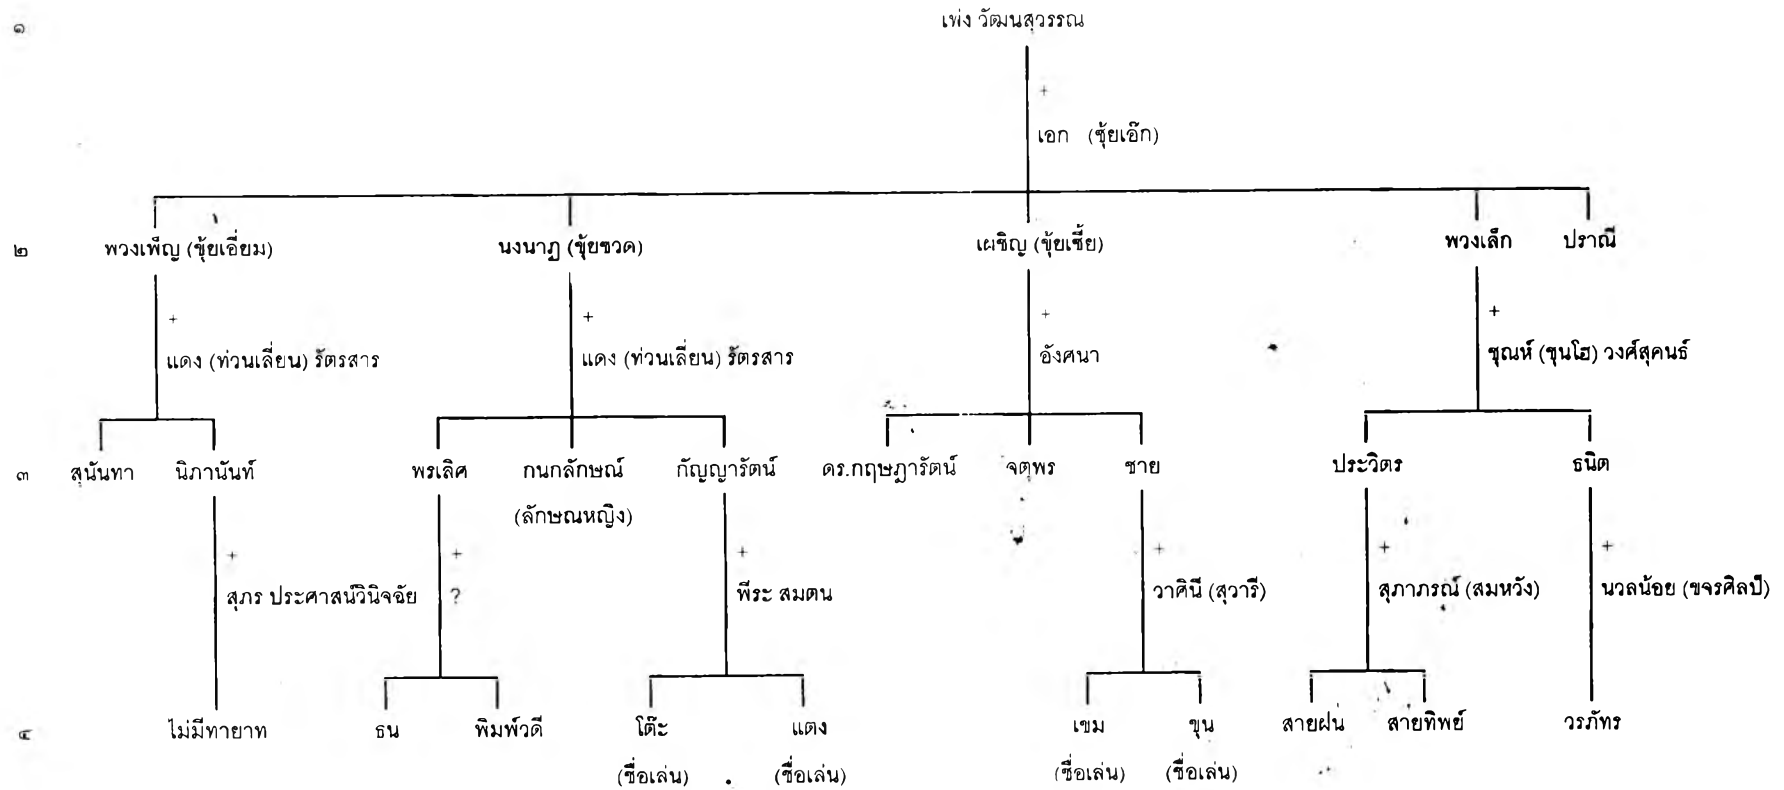 ๑ เพ่ง วัฒนสุวรรณ
+
เอก (ซุ้ยเอ๊ก)
๒ พวงเพ็ญ (ซุ้ยเอี่ยม) นงนาฏ (ซุ้ยซวด) เผชิญ (ซุ้ยเซี้ย) พวงเล็ก ปราณี
+ + + +
แดง (ท่วนเลี่ยน) รัตรสาร แดง (ท่วนเลี่ยน) รัตรสาร อังศนา ชุณห์ (ขุนโฮ) วงศ์สุคนธ์
๓ สุนันทา นิภานันท์ พรเลิศ กนกลักษณ์ กัญญารัตน์ ดร.กฤษฎารัตน์ จตุพร ชาย ประวิตร ธนิต
(ลักษณหญิง)
+ + + + + +
สุภร ประศาสน์วินิจฉัย ? พีระ สมตน วาศินี (สุวารี) สุภาภรณ์ (สมหวัง) นวลน้อย (ขจรศิลป์)
๔ ไม่มีทายาท ธน พิมพ์วดี โต๊ะ แตง เขม ขุน สายฝน สายทิพย์ วรภัทร
(ชื่อเล่น) (ชื่อเล่น) (ชื่อเล่น) (ชื่อเล่น)